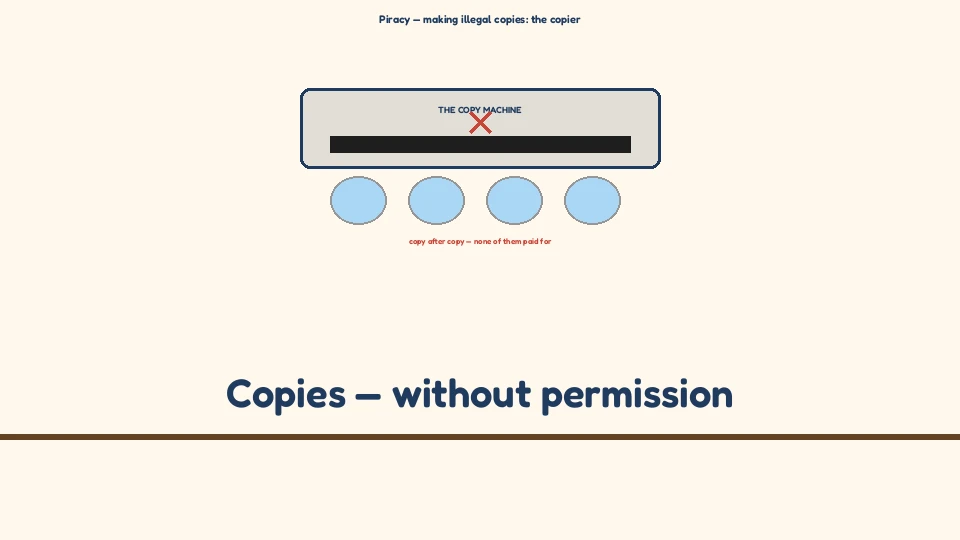 Piracy — making illegal copies: the copier
THE COPY MACHINE
copy after copy — none of them paid for
Copies — without permission